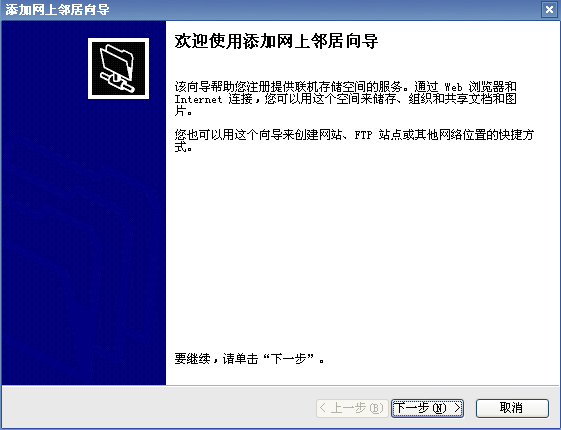 添加网上邻居向导
欢迎使用添加网上邻居向导
该向导帮助您注册提供联机存储空间的服务。通过 Web 浏览器和
Internet 连接，您可以用这个空间来储存、组织和共享文档和图
片。
您也可以用这个向导来创建网站、FTP 站点或其他网络位置的快捷方
式。
要继续，请单击“下一步”。
< 上一步(B)
下一步(N) >
取消